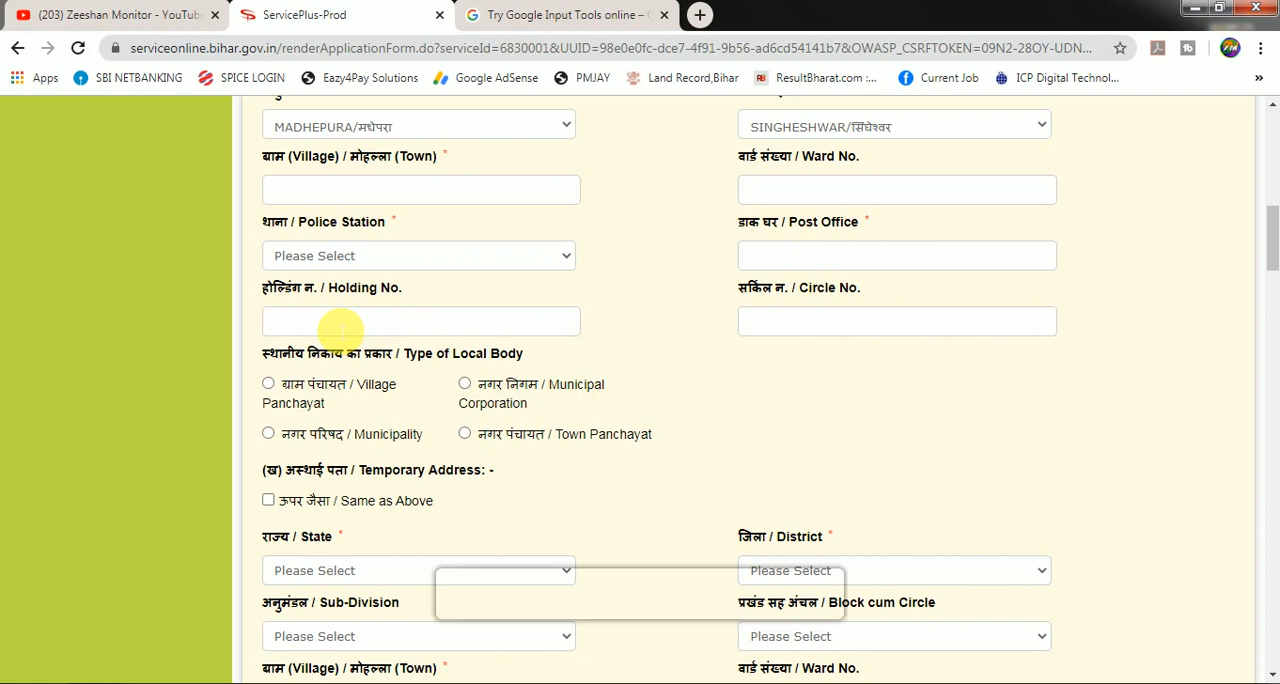 (203) Zeeshan Monitor - YouTub
ServicePlus-Prod
Try Google Input Tools online –
serviceonline.bihar.gov.in/renderApplicationForm.do?serviceId=6830001&UUID=98e0e0fc-dce7-4f91-9b56-ad6cd54141b7&OWASP_CSRFTOKEN=09N2-28OY-UDN...
Apps SBI NETBANKING SPICE LOGIN Eazy4Pay Solutions Google AdSense PMJAY Land Record,Bihar ResultBharat.com :... Current Job ICP Digital Technol... »
MADHEPURA/मधेपुरा SINGHESHWAR/सिंघेश्वर
ग्राम (Village) / मोहल्ला (Town) * वार्ड संख्या / Ward No.
थाना / Police Station * डाक घर / Post Office *
Please Select
होल्डिंग न. / Holding No. सर्किल न. / Circle No.
स्थानीय निकाय का प्रकार / Type of Local Body
ग्राम पंचायत / Village Panchayat
नगर निगम / Municipal Corporation
नगर परिषद / Municipality नगर पंचायत / Town Panchayat
(ख) अस्थाई पता / Temporary Address: -
ऊपर जैसा / Same as Above
राज्य / State * जिला / District *
Please Select Please Select
अनुमंडल / Sub-Division प्रखंड सह अंचल / Block cum Circle
Please Select Please Select
ग्राम (Village) / मोहल्ला (Town) * वार्ड संख्या / Ward No.